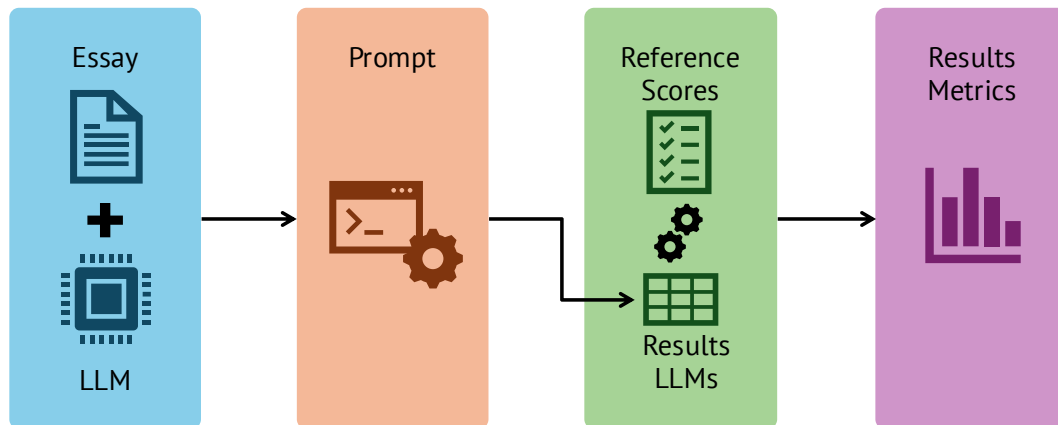 Essay
LLM
Prompt
Reference
Scores
Results
LLMs
Results
Metrics